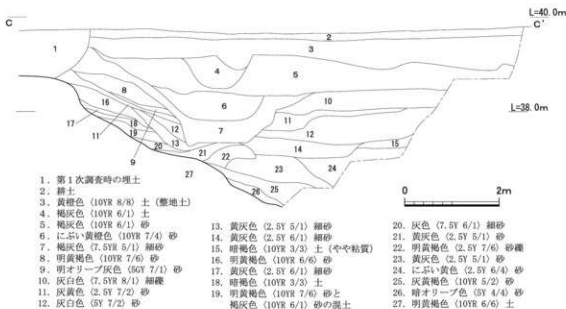 C
L=40.0m
C'
1
2
3
4
5
6
7
8
10
11
12
16
17
18
19
11
9
12
13
20
21
22
14
15
23
24
25
26
27
L=38.0m
0
2m
1. 第1次調査時の埋土
2. 耕土
3. 黄橙色(10YR 8/8)土(整地土)
4. 褐灰色(10YR 6/1)土
5. 褐灰色(10YR 6/1)砂
6. にぶい黄橙色(10YR 7/4)砂
7. 褐灰色(7.5YR 5/1)細砂
8. 明黄褐色(10YR 7/6)砂
9. 明オリーブ灰色(5GY 7/1)砂
10. 灰白色(7.5Y 8/1)細礫
11. 灰黄色(2.5Y 7/2)砂
12. 灰白色(5Y 7/2)砂
13. 黄灰色(2.5Y 5/1)細砂
14. 黄灰色(2.5Y 6/1)細砂
15. 暗褐色(10YR 3/3)土(やや粘質)
16. 明黄褐色(10YR 6/6)砂
17. 黄灰色(2.5Y 6/1)細砂
18. 暗褐色(10YR 3/3)土
19. 明黄褐色(10YR 7/6)砂と
褐灰色(10YR 6/1)砂の混土
20. 灰色(7.5Y 6/1)細砂
21. 黄灰色(2.5Y 5/1)砂
22. 明黄褐色(2.5Y 7/6)砂礫
23. 黄灰色(2.5Y 5/1)砂
24. にぶい黄色(2.5Y 6/4)砂
25. 灰黄褐色(10YR 5/2)砂
26. 暗オリーブ色(5Y 4/4)砂
27. 明黄褐色(10YR 6/6)土